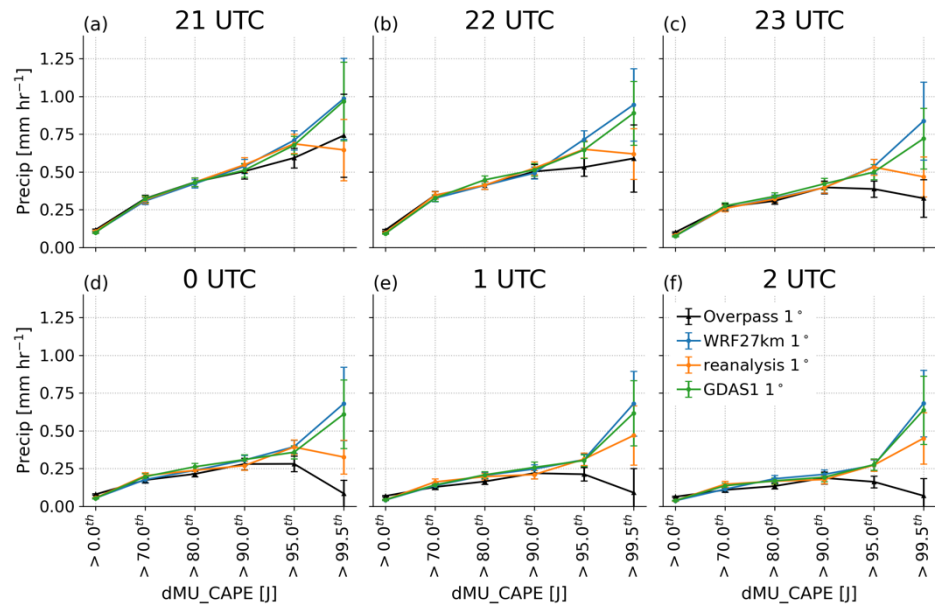 (a) 21 UTC
(b) 22 UTC
(c) 23 UTC
Precip [mm hr⁻¹]
1.25
1.00
0.75
0.50
0.25
0.00
(d) 0 UTC
(e) 1 UTC
(f) 2 UTC
Precip [mm hr⁻¹]
1.25
1.00
0.75
0.50
0.25
0.00
Overpass 1°
WRF27km 1°
reanalysis 1°
GDAS1 1°
> 0.0ᵗʰ
> 70.0ᵗʰ
> 80.0ᵗʰ
> 90.0ᵗʰ
> 95.0ᵗʰ
> 99.5ᵗʰ
> 0.0ᵗʰ
> 70.0ᵗʰ
> 80.0ᵗʰ
> 90.0ᵗʰ
> 95.0ᵗʰ
> 99.5ᵗʰ
> 0.0ᵗʰ
> 70.0ᵗʰ
> 80.0ᵗʰ
> 90.0ᵗʰ
> 95.0ᵗʰ
> 99.5ᵗʰ
dMU_CAPE [J]
dMU_CAPE [J]
dMU_CAPE [J]